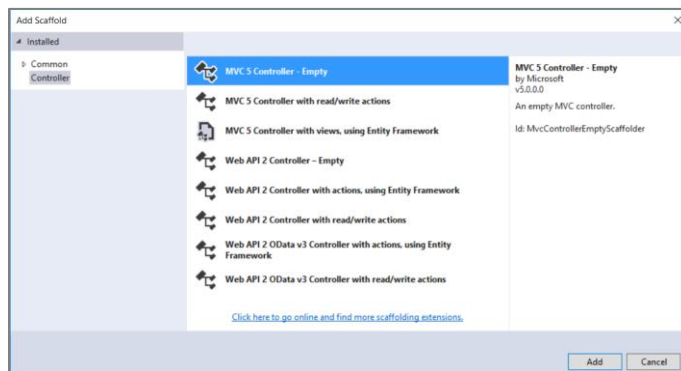 Add Scaffold
Installed
Common
Controller
MVC 5 Controller - Empty
MVC 5 Controller with read/write actions
MVC 5 Controller with views, using Entity Framework
Web API 2 Controller – Empty
Web API 2 Controller with actions, using Entity Framework
Web API 2 Controller with read/write actions
Web API 2 OData v3 Controller with actions, using Entity
Framework
Web API 2 OData v3 Controller with read/write actions
Click here to go online and find more scaffolding extensions.
MVC 5 Controller - Empty
by Microsoft
v5.0.0.0
An empty MVC controller.
Id: MvcControllerEmptyScaffolder
Add
Cancel